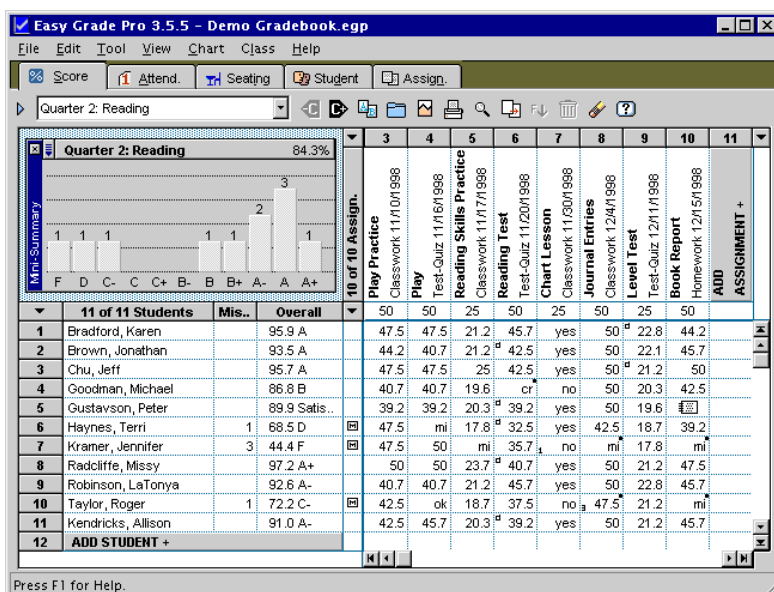 Easy Grade Pro 3.5.5 - Demo Gradebook.egp
File Edit Tool View Chart Class Help
Score Attend. Seating Student Assign.
Quarter 2: Reading
Quarter 2: Reading 84.3%
Mini-Summary
1 1 1 1 1 2 3 1
F D C- C C+ B- B B+ A- A A+
10 of 10 Assign.
3 4 5 6 7 8 9 10 11
Play Practice
Classwork 11/10/1998
Play
Test-Quiz 11/16/1998
Reading Skills Practice
Classwork 11/17/1998
Reading Test
Test-Quiz 11/20/1998
Chart Lesson
Classwork 11/30/1998
Journal Entries
Classwork 12/4/1998
Level Test
Test-Quiz 12/11/1998
Book Report
Homework 12/15/1998
ADD
ASSIGNMENT +
11 of 11 Students Mis.. Overall 50 50 25 50 25 50 25 50
1 Bradford, Karen 95.9 A 47.5 47.5 21.2 45.7 yes 50 d 22.8 44.2
2 Brown, Jonathan 93.5 A 44.2 40.7 21.2 d 42.5 yes 50 22.1 45.7
3 Chu, Jeff 95.7 A 47.5 47.5 25 42.5 yes 50 d 21.2 50
4 Goodman, Michael 86.8 B 40.7 40.7 19.6 cr no 50 20.3 42.5
5 Gustavson, Peter 89.9 Satis.. 39.2 39.2 20.3 d 39.2 yes 50 19.6
6 Haynes, Terri 1 68.5 D M 47.5 mi 17.8 d 32.5 yes 42.5 18.7 39.2
7 Kramer, Jennifer 3 44.4 F M 47.5 50 mi 35.7 1 no mi 17.8 mi
8 Radcliffe, Missy 97.2 A+ 50 50 23.7 d 40.7 yes 50 21.2 47.5
9 Robinson, LaTonya 92.6 A- 40.7 40.7 21.2 45.7 yes 50 22.8 45.7
10 Taylor, Roger 1 72.2 C- M 42.5 ok 18.7 37.5 no 3 47.5 21.2 mi
11 Kendricks, Allison 91.0 A- 42.5 45.7 20.3 d 39.2 yes 50 21.2 45.7
12 ADD STUDENT +
Press F1 for Help.